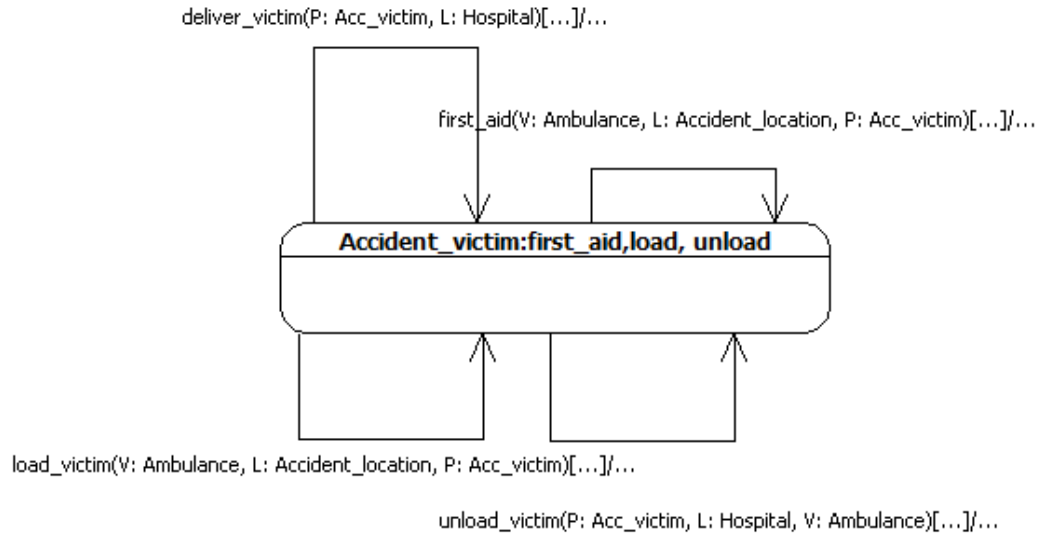 deliver_victim(P: Acc_victim, L: Hospital)[...]/...
first_aid(V: Ambulance, L: Accident_location, P: Acc_victim)[...]/...
Accident_victim:first_aid,load, unload
load_victim(V: Ambulance, L: Accident_location, P: Acc_victim)[...]/...
unload_victim(P: Acc_victim, L: Hospital, V: Ambulance)[...]/...